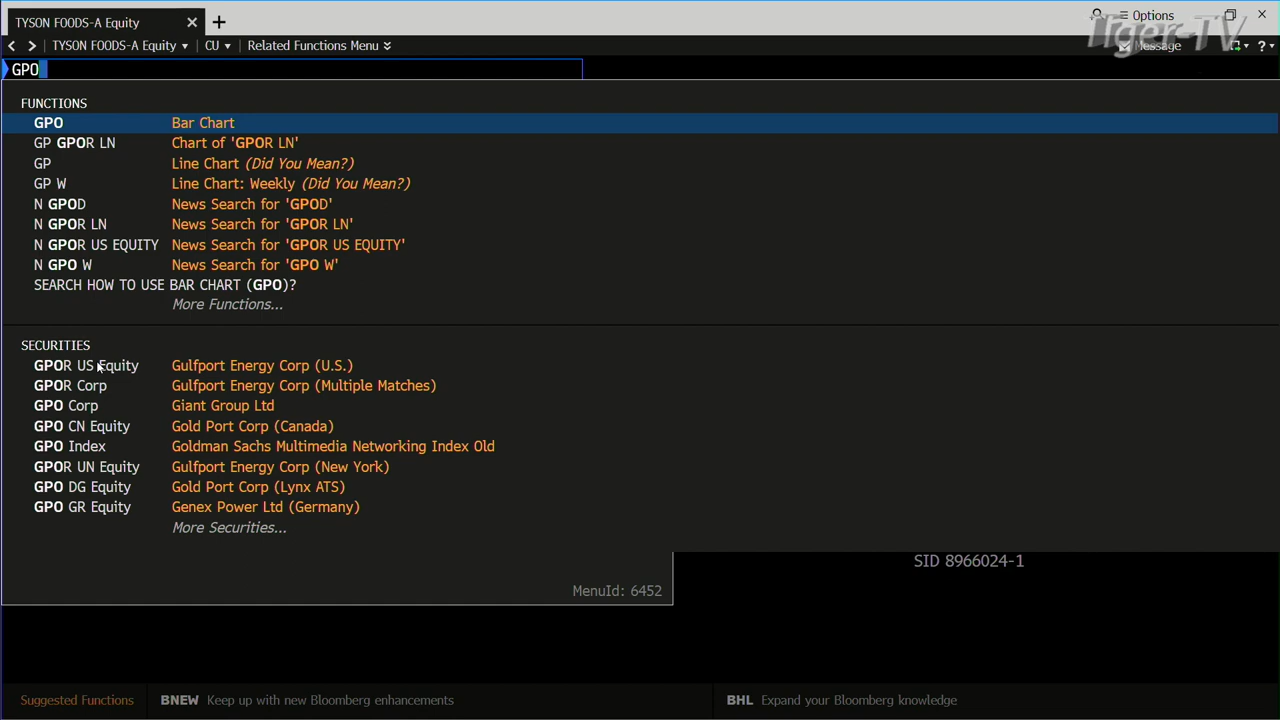 TYSON FOODS-A Equity
Options
Tiger-TV
TYSON FOODS-A Equity CU Related Functions Menu
Message
?
GPO
FUNCTIONS
GPO Bar Chart
GP GPOR LN Chart of 'GPOR LN'
GP Line Chart (Did You Mean?)
GP W Line Chart: Weekly (Did You Mean?)
N GPOD News Search for 'GPOD'
N GPOR LN News Search for 'GPOR LN'
N GPOR US EQUITY News Search for 'GPOR US EQUITY'
N GPO W News Search for 'GPO W'
SEARCH HOW TO USE BAR CHART (GPO)?
More Functions...
SECURITIES
GPOR US Equity Gulfport Energy Corp (U.S.)
GPOR Corp Gulfport Energy Corp (Multiple Matches)
GPO Corp Giant Group Ltd
GPO CN Equity Gold Port Corp (Canada)
GPO Index Goldman Sachs Multimedia Networking Index Old
GPOR UN Equity Gulfport Energy Corp (New York)
GPO DG Equity Gold Port Corp (Lynx ATS)
GPO GR Equity Genex Power Ltd (Germany)
More Securities...
SID 8966024-1
MenuId: 6452
Suggested Functions BNEW Keep up with new Bloomberg enhancements BHL Expand your Bloomberg knowledge